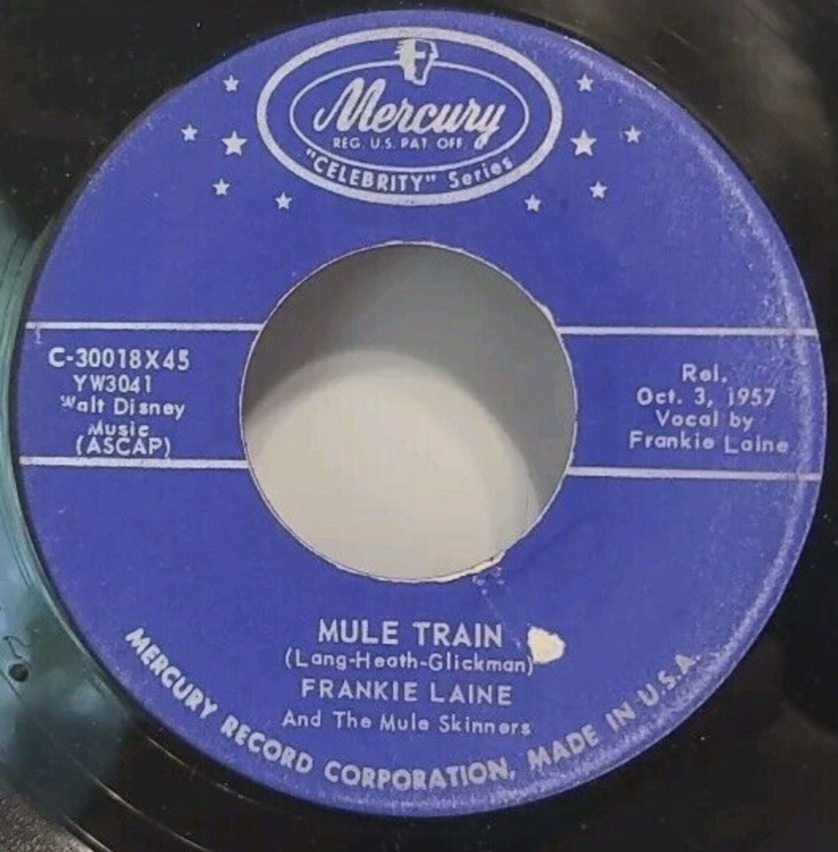 Mercury
REG. U.S. PAT. OFF.
"CELEBRITY" Series
C-30018X45
YW3041
Walt Disney
Music
(ASCAP)
Rel.
Oct. 3, 1957
Vocal by
Frankie Laine
MULE TRAIN
(Lang-Heath-Glickman)
FRANKIE LAINE
And The Mule Skinners
MERCURY RECORD CORPORATION, MADE IN U.S.A.